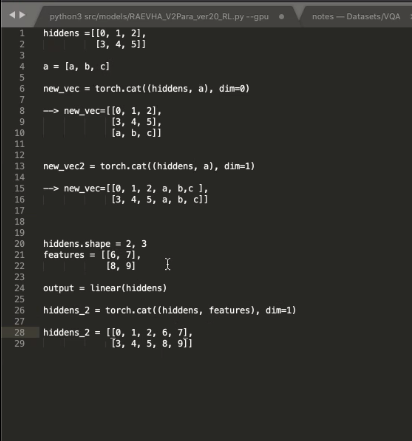 python3 src/models/RAEVHA_V2Para_ver20_RL.py --gpu
notes — Datasets/VQA
1 hiddens =[[0, 1, 2],
2 [3, 4, 5]]
3
4 a = [a, b, c]
5
6 new_vec = torch.cat((hiddens, a), dim=0)
7
8 —-> new_vec=[[0, 1, 2],
9 [3, 4, 5],
10 [a, b, c]]
11
12
13 new_vec2 = torch.cat((hiddens, a), dim=1)
14
15 —-> new_vec=[[0, 1, 2, a, b,c ],
16 [3, 4, 5, a, b, c]]
17
18
19
20 hiddens.shape = 2, 3
21 features = [[6, 7],
22 [8, 9]
23
24 output = linear(hiddens)
25
26 hiddens_2 = torch.cat((hiddens, features), dim=1)
27
28 hiddens_2 = [[0, 1, 2, 6, 7],
29 [3, 4, 5, 8, 9]]